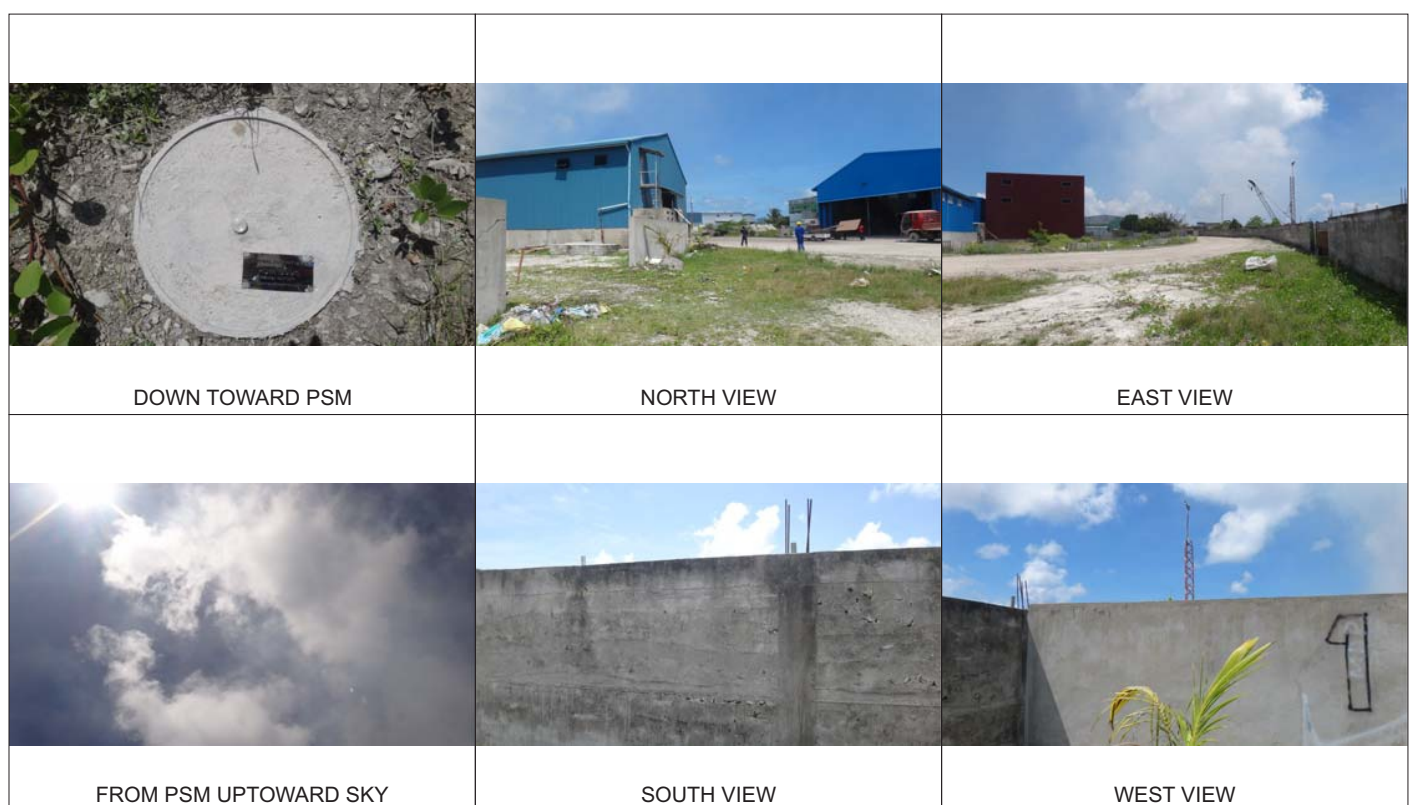 DOWN TOWARD PSM
NORTH VIEW
EAST VIEW
1
FROM PSM UPTOWARD SKY
SOUTH VIEW
WEST VIEW